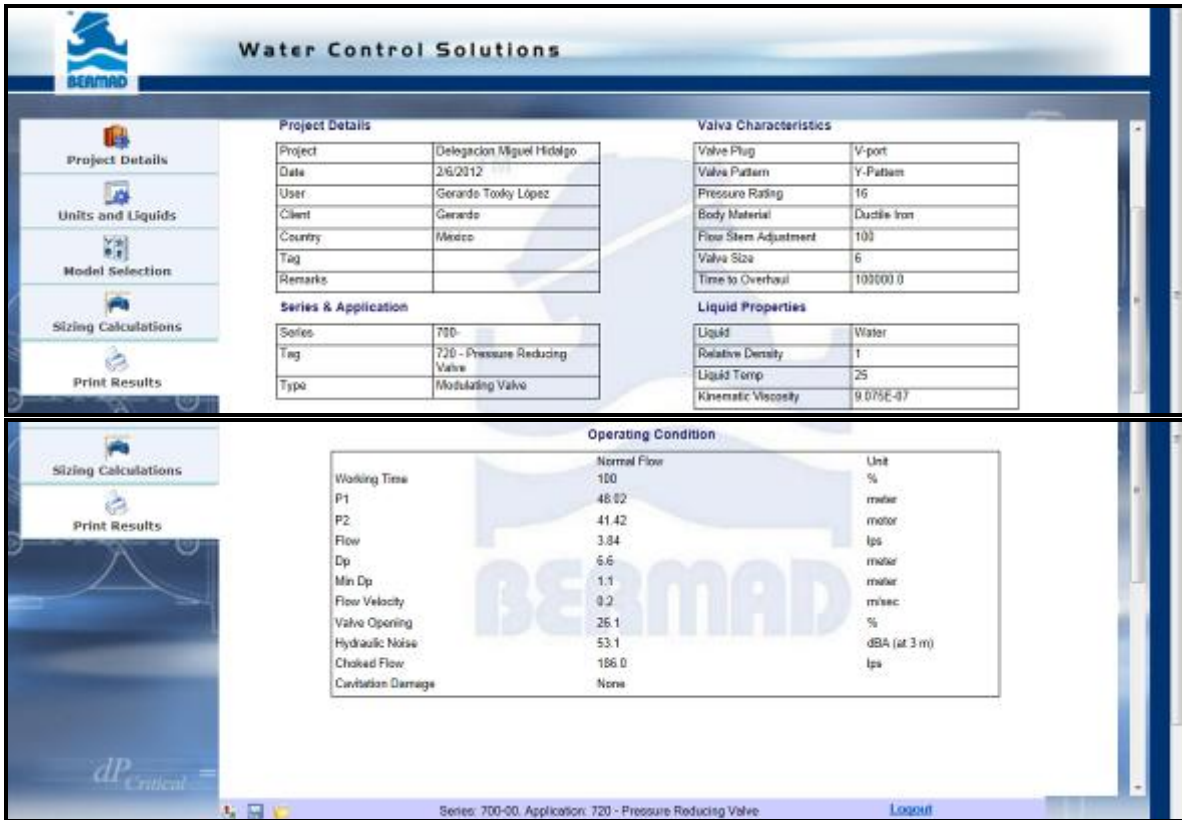 Water Control Solutions
BERMAD
Project Details
Units and Liquids
Model Selection
Sizing Calculations
Print Results
Project Details
Project Delegacion Miguel Hidalgo
Date 2/6/2012
User Gerardo Toxky López
Client Gerardo
Country México
Tag
Remarks
Series & Application
Series 700-
Tag 720 - Pressure Reducing
Valve
Type Modulating Valve
Valva Characteristics
Valve Plug V-port
Valve Pattern Y-Pattern
Pressure Rating 16
Body Material Ductile Iron
Flow Stem Adjustment 100
Valve Size 6
Time to Overhaul 100000.0
Liquid Properties
Liquid Water
Relative Density 1
Liquid Temp 25
Kinematic Viscosity 9.075E-07
Sizing Calculations
Print Results
dP Critical =
Operating Condition
Normal Flow Unit
Working Time 100 %
P1 48.02 meter
P2 41.42 meter
Flow 3.84 lps
Dp 6.6 meter
Min Dp 1.1 meter
Flow Velocity 0.2 m/sec
Valve Opening 26.1 %
Hydraulic Noise 53.1 dBA (at 3 m)
Choked Flow 186.0 lps
Cavitation Damage None
BERMAD
Series: 700-00, Application: 720 - Pressure Reducing Valve Logout